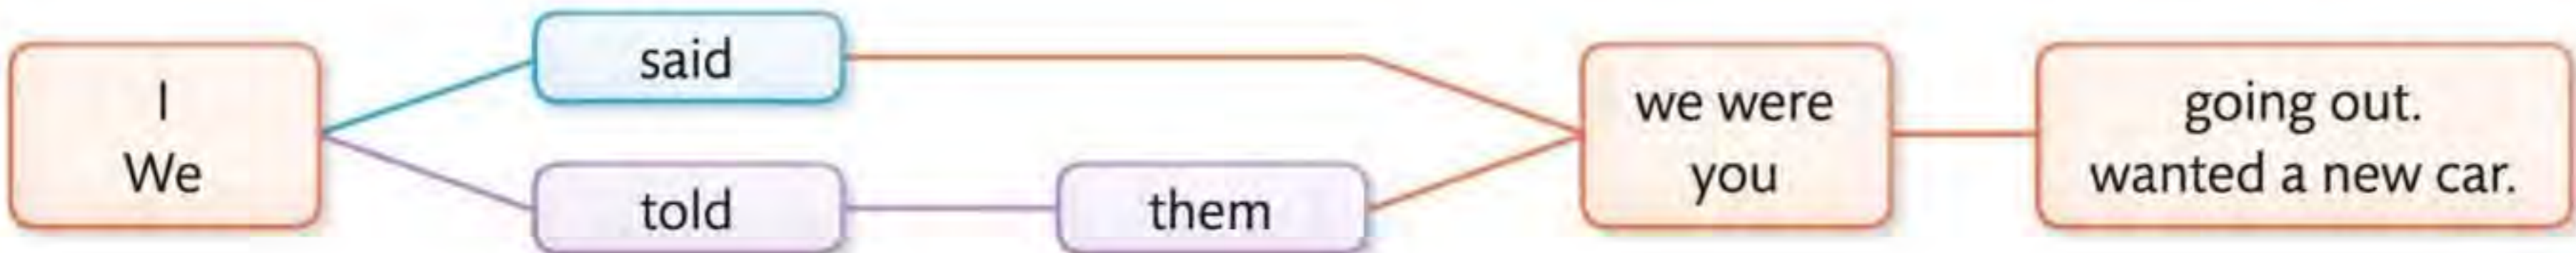 I
We
said
told
them
we were
you
going out.
wanted a new car.